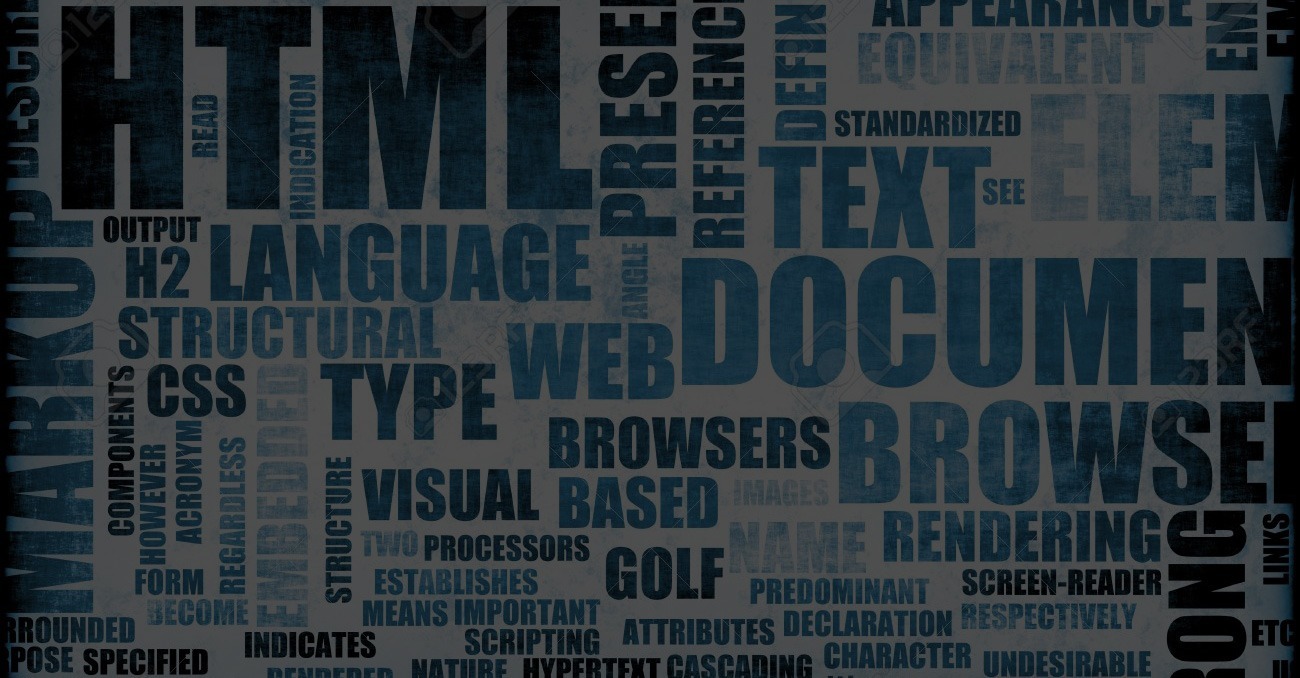 HTML
READ
INDICATION
PRESE
REFERENC
DEFIN
APPEARANCE
EQUIVALENT
EM
STANDARDIZED
ELEM
TEXT
SEE
MARKUP
OUTPUT
H2
LANGUAGE
ANGLE
DOCUMEN
STRUCTURAL
WEB
CSS
TYPE
COMPONENTS
HOWEVER
ACRONYM
REGARDLESS
EMBEDDED
STRUCTURE
BROWSERS
BROWSE
VISUAL
BASED
IMAGES
TWO
PROCESSORS
GOLF
NAME
RENDERING
RONG
LINKS
FORM
ESTABLISHES
PREDOMINANT
SCREEN-READER
BECOME
MEANS
IMPORTANT
DECLARATION
RESPECTIVELY
RROUNDED
INDICATES
SCRIPTING
ATTRIBUTES
ETC
RPOSE
SPECIFIED
RENDERED
NATURE
HYPERTEXT
CASCADING
CHARACTER
UNDESIRABLE